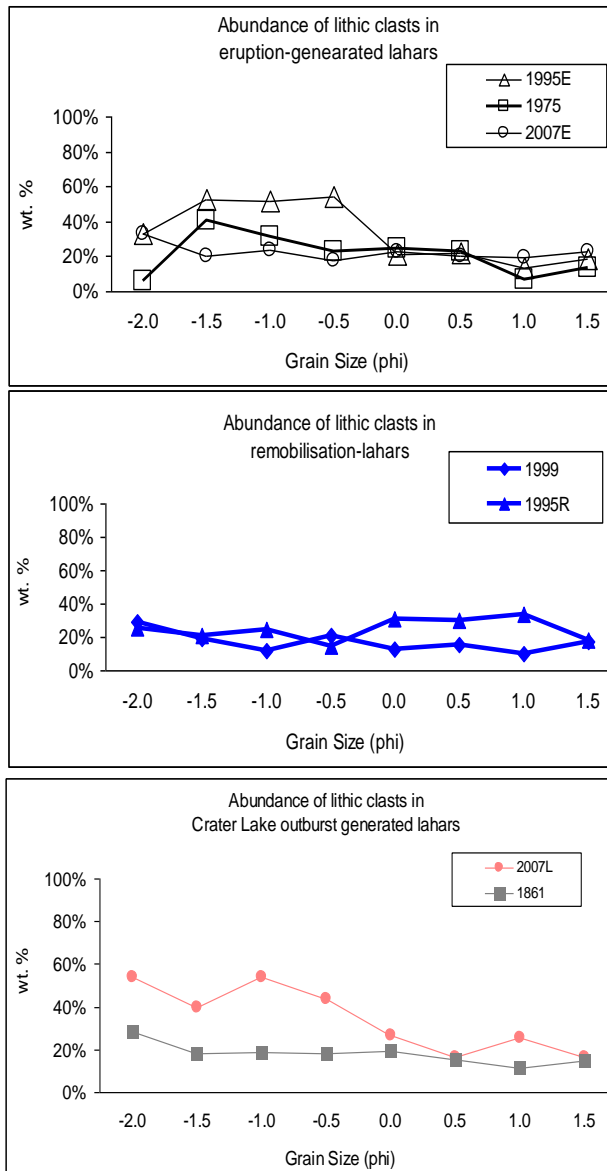 Abundance of lithic clasts in
eruption-genearated lahars
1995E
1975
2007E
100%
80%
60%
40%
20%
0%
wt. %
-2.0 -1.5 -1.0 -0.5 0.0 0.5 1.0 1.5
Grain Size (phi)
Abundance of lithic clasts in
remobilisation-lahars
1999
1995R
100%
80%
60%
40%
20%
0%
wt. %
-2.0 -1.5 -1.0 -0.5 0.0 0.5 1.0 1.5
Grain Size (phi)
Abundance of lithic clasts in
Crater Lake outburst generated lahars
2007L
1861
100%
80%
60%
40%
20%
0%
wt. %
-2.0 -1.5 -1.0 -0.5 0.0 0.5 1.0 1.5
Grain Size (phi)